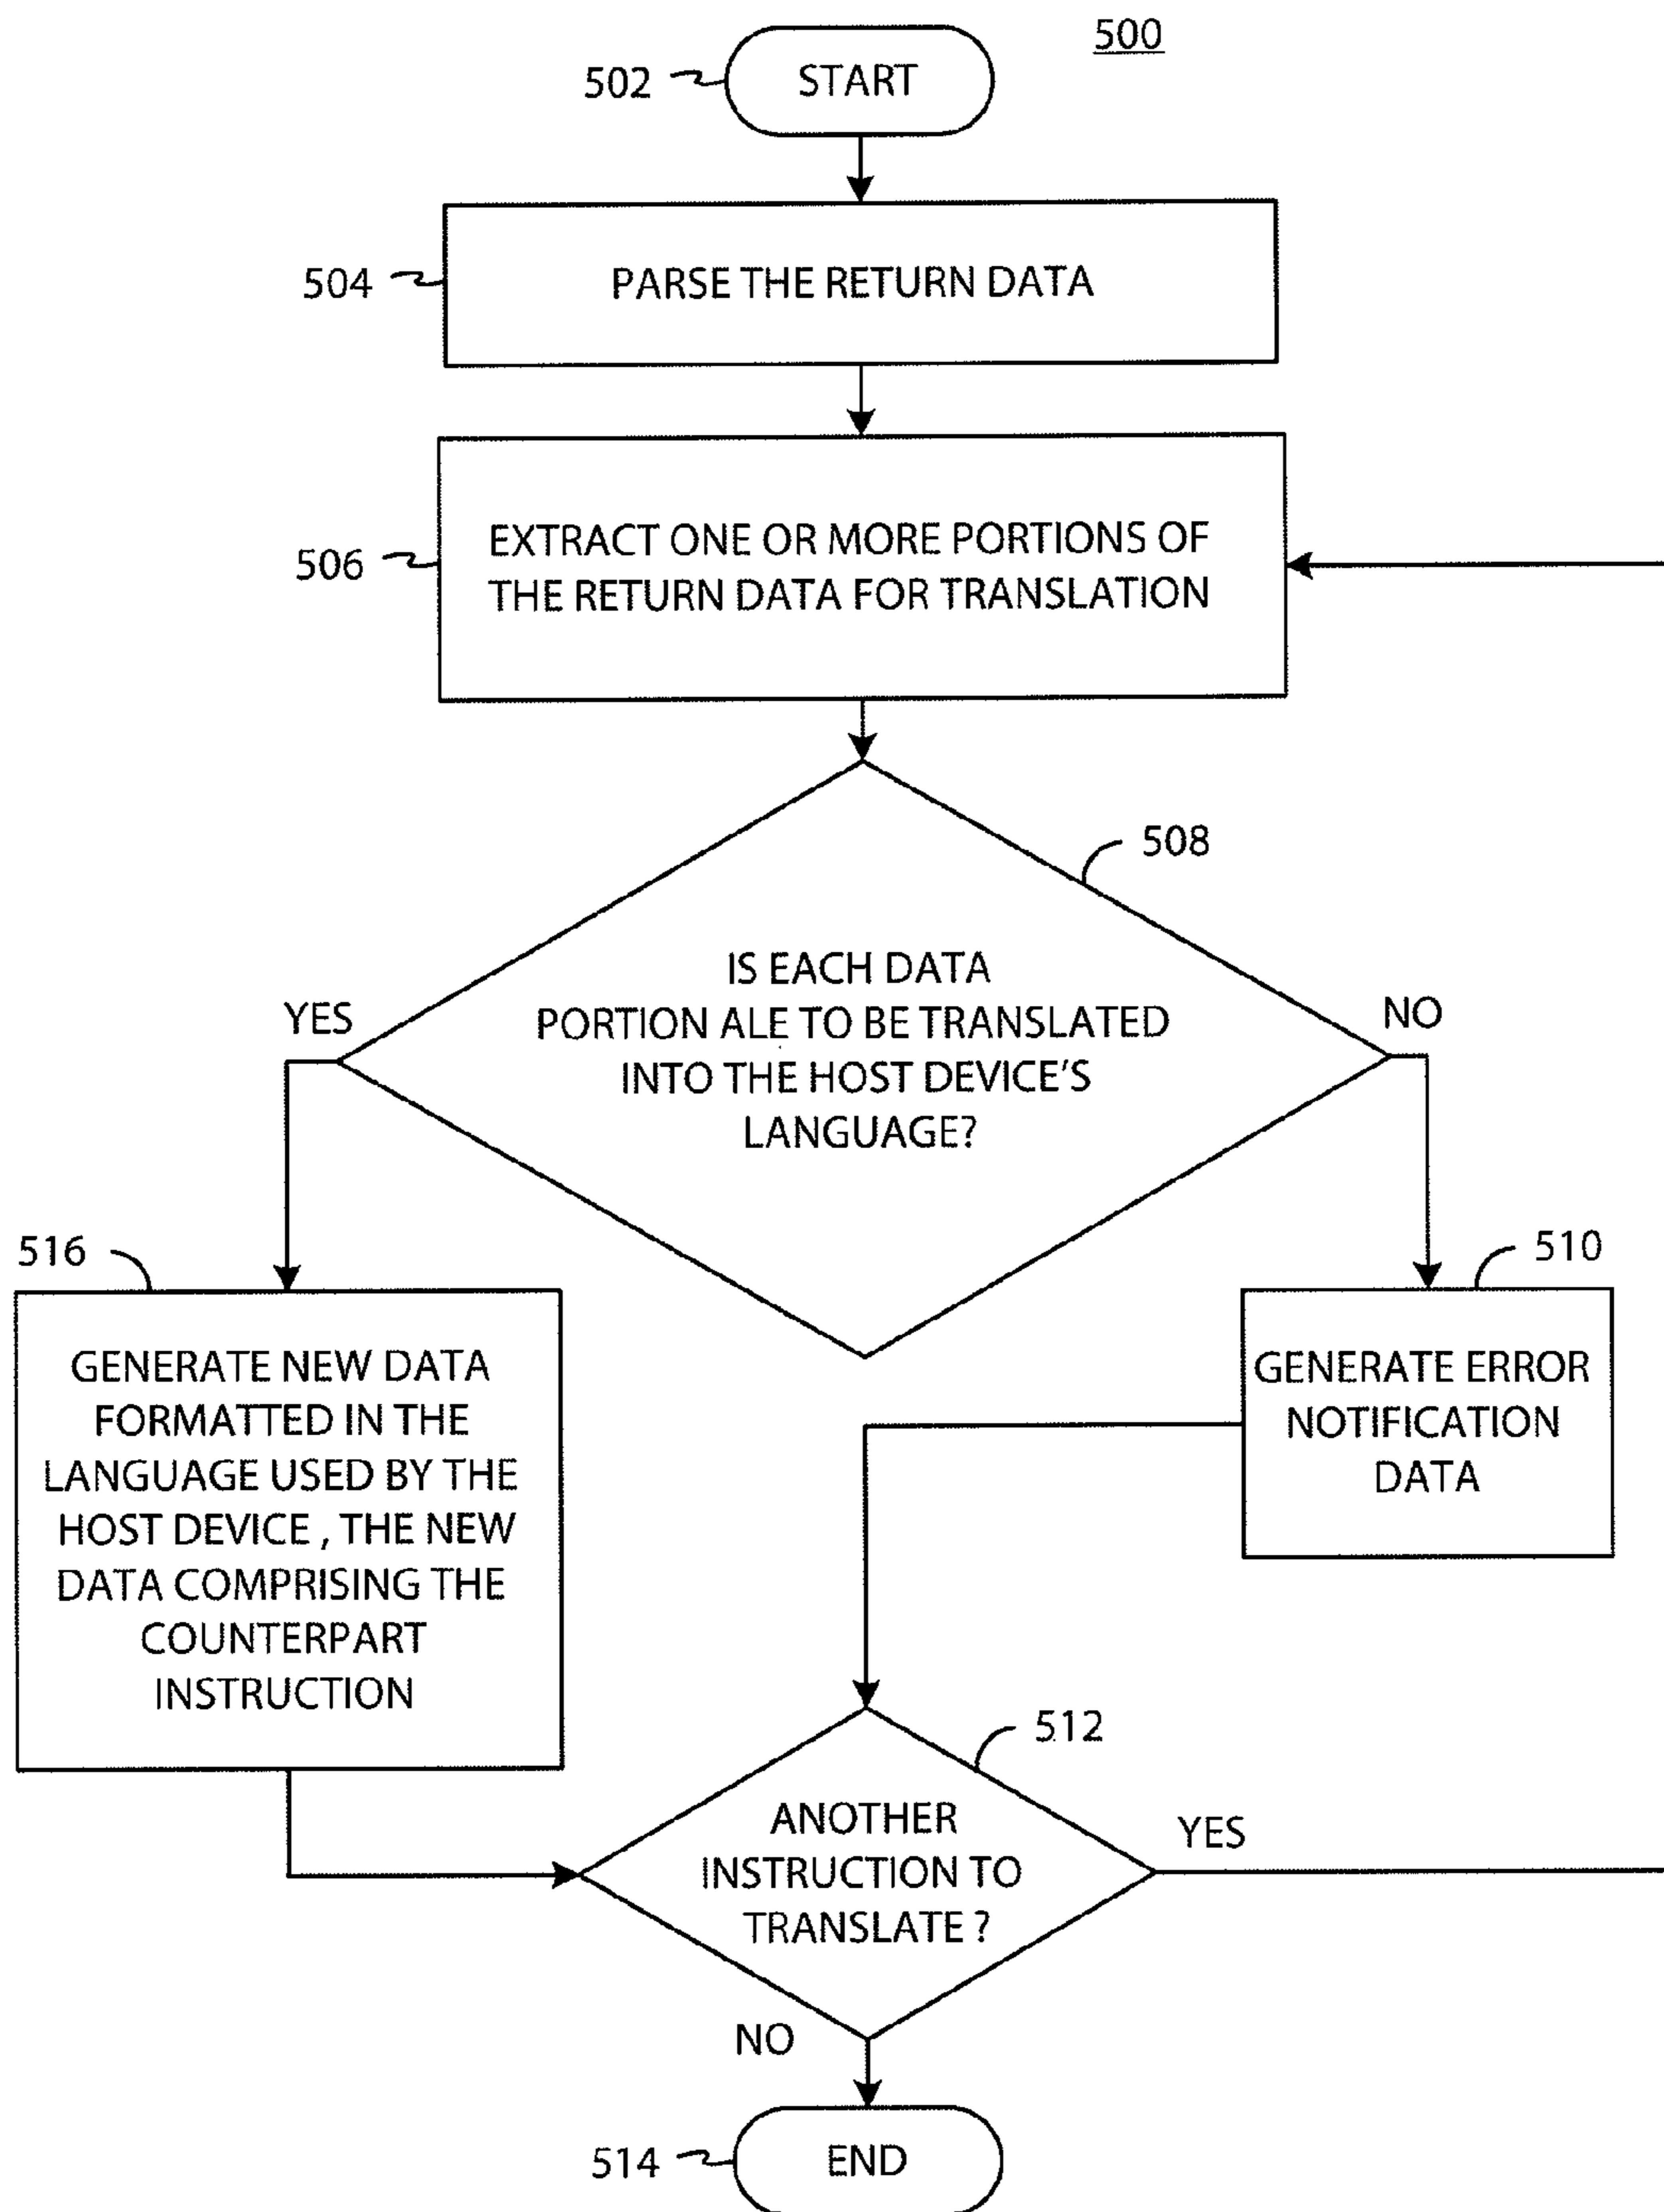 500
502
START
504
PARSE THE RETURN DATA
506
EXTRACT ONE OR MORE PORTIONS OF
THE RETURN DATA FOR TRANSLATION
508
IS EACH DATA
PORTION ALE TO BE TRANSLATED
INTO THE HOST DEVICE'S
LANGUAGE?
YES
NO
516
GENERATE NEW DATA
FORMATTED IN THE
LANGUAGE USED BY THE
HOST DEVICE , THE NEW
DATA COMPRISING THE
COUNTERPART
INSTRUCTION
510
GENERATE ERROR
NOTIFICATION
DATA
512
ANOTHER
INSTRUCTION TO
TRANSLATE ?
YES
NO
514
END